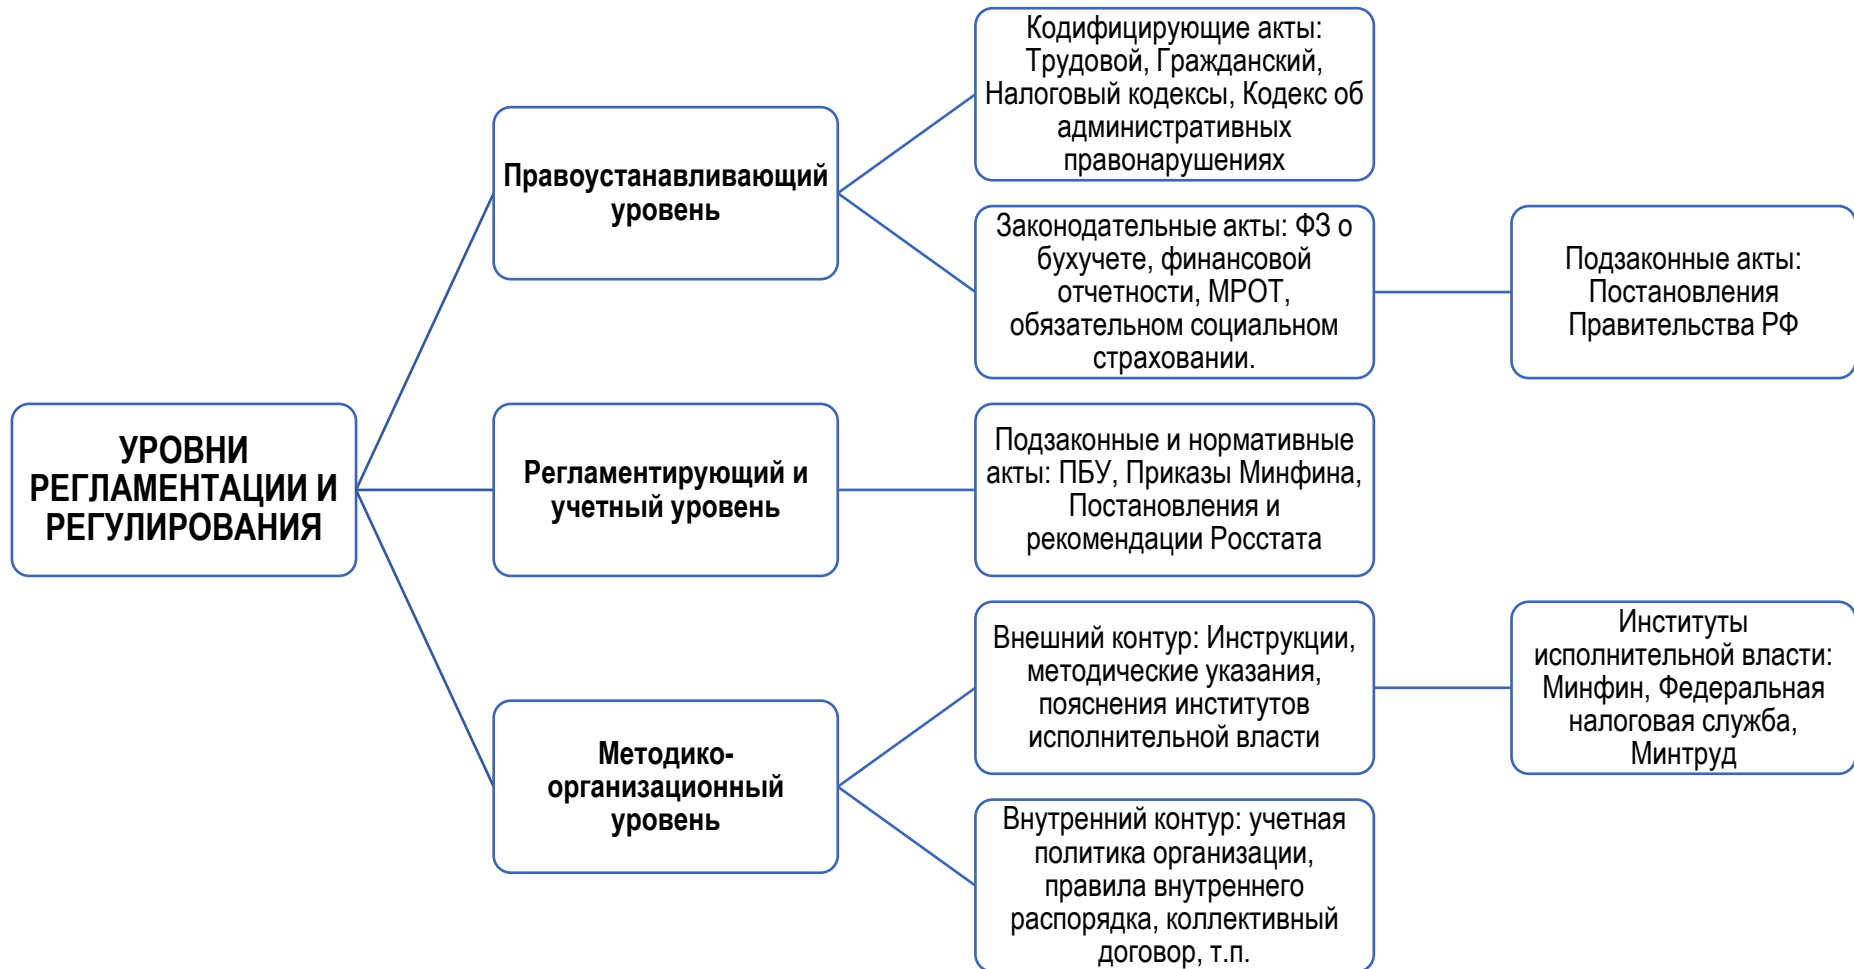 УРОВНИ
РЕГЛАМЕНТАЦИИ И
РЕГУЛИРОВАНИЯ
Правоустанавливающий
уровень
Кодифицирующие акты:
Трудовой, Гражданский,
Налоговый кодексы, Кодекс об
административных
правонарушениях
Законодательные акты: ФЗ о
бухучете, финансовой
отчетности, МРОТ,
обязательном социальном
страховании.
Подзаконные акты:
Постановления
Правительства РФ
Регламентирующий и
учетный уровень
Подзаконные и нормативные
акты: ПБУ, Приказы Минфина,
Постановления и
рекомендации Росстата
Методико-
организационный
уровень
Внешний контур: Инструкции,
методические указания,
пояснения институтов
исполнительной власти
Институты
исполнительной власти:
Минфин, Федеральная
налоговая служба,
Минтруд
Внутренний контур: учетная
политика организации,
правила внутреннего
распорядка, коллективный
договор, т.п.